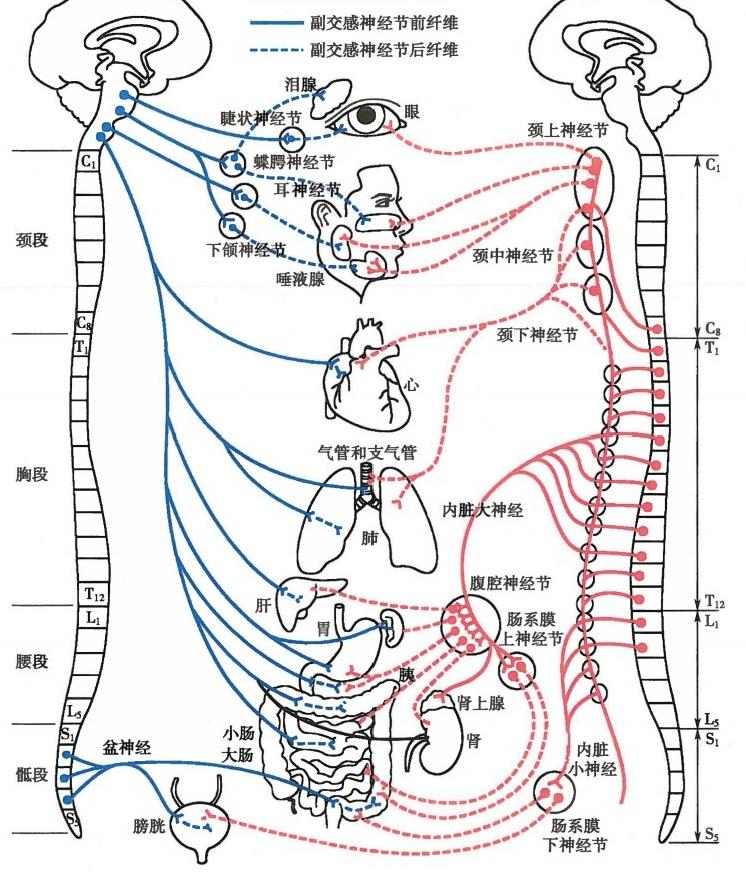 副交感神经节前纤维
副交感神经节后纤维
泪腺
眼
睫状神经节
颈上神经节
C₁
蝶腭神经节
C₁
耳神经节
颈段
下颌神经节
颈中神经节
唾液腺
C₈
T₁
颈下神经节
C₈
T₁
心
气管和支气管
胸段
内脏大神经
肺
腹腔神经节
T₁₂
肝
T₁₂
L₁
胃
肠系膜
上神经节
L₁
腰段
胰
L₅
肾上腺
L₅
S₁
小肠
大肠
肾
S₁
盆神经
内脏
小神经
骶段
S₅
膀胱
肠系膜
下神经节
S₅